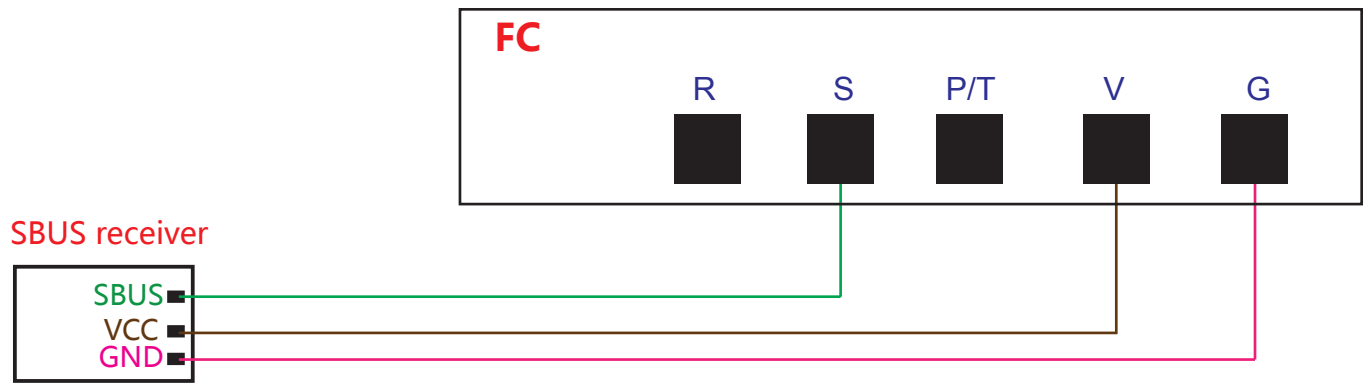 FC
R S P/T V G
SBUS receiver
SBUS
VCC
GND